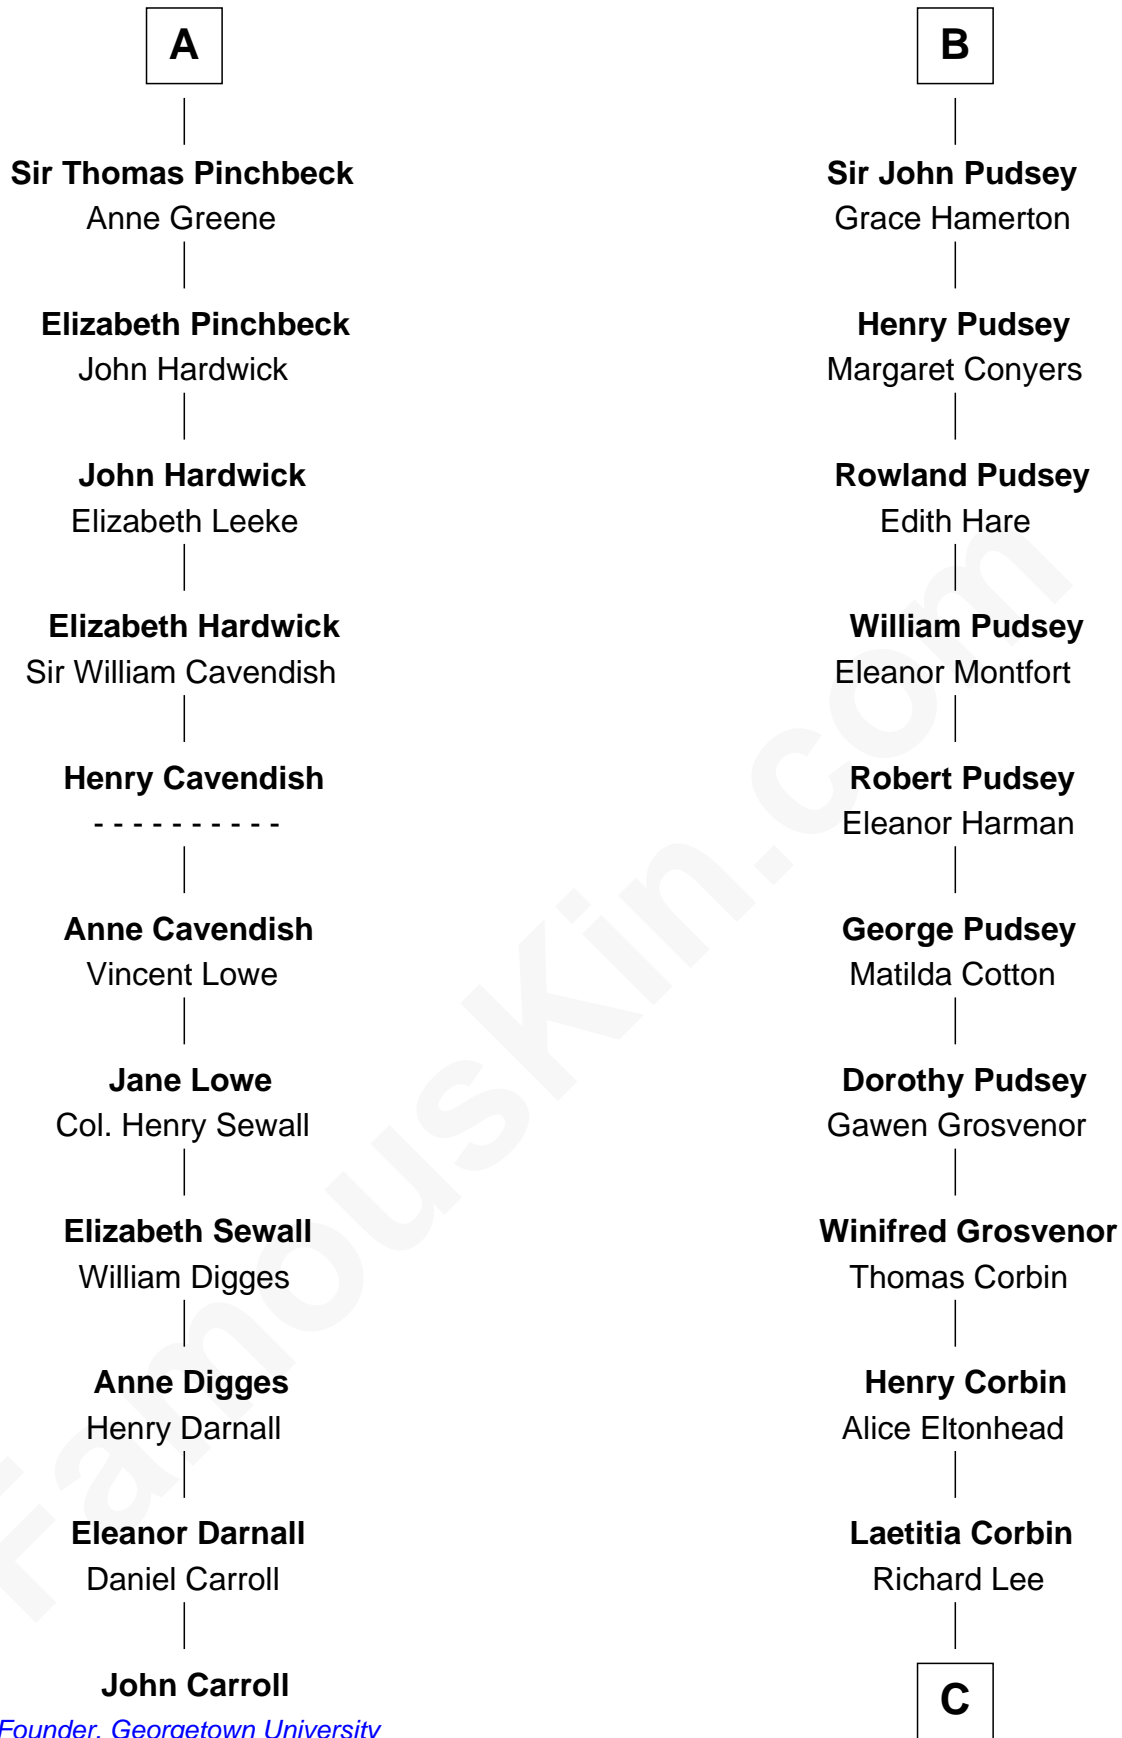 A
Sir Thomas Pinchbeck
Anne Greene
Elizabeth Pinchbeck
John Hardwick
John Hardwick
Elizabeth Leeke
Elizabeth Hardwick
Sir William Cavendish
Henry Cavendish
- - - - - - - - - -
Anne Cavendish
Vincent Lowe
Jane Lowe
Col. Henry Sewall
Elizabeth Sewall
William Digges
Anne Digges
Henry Darnall
Eleanor Darnall
Daniel Carroll
John Carroll
Founder, Georgetown University
B
Sir John Pudsey
Grace Hamerton
Henry Pudsey
Margaret Conyers
Rowland Pudsey
Edith Hare
William Pudsey
Eleanor Montfort
Robert Pudsey
Eleanor Harman
George Pudsey
Matilda Cotton
Dorothy Pudsey
Gawen Grosvenor
Winifred Grosvenor
Thomas Corbin
Henry Corbin
Alice Eltonhead
Laetitia Corbin
Richard Lee
C
FamousKin.com